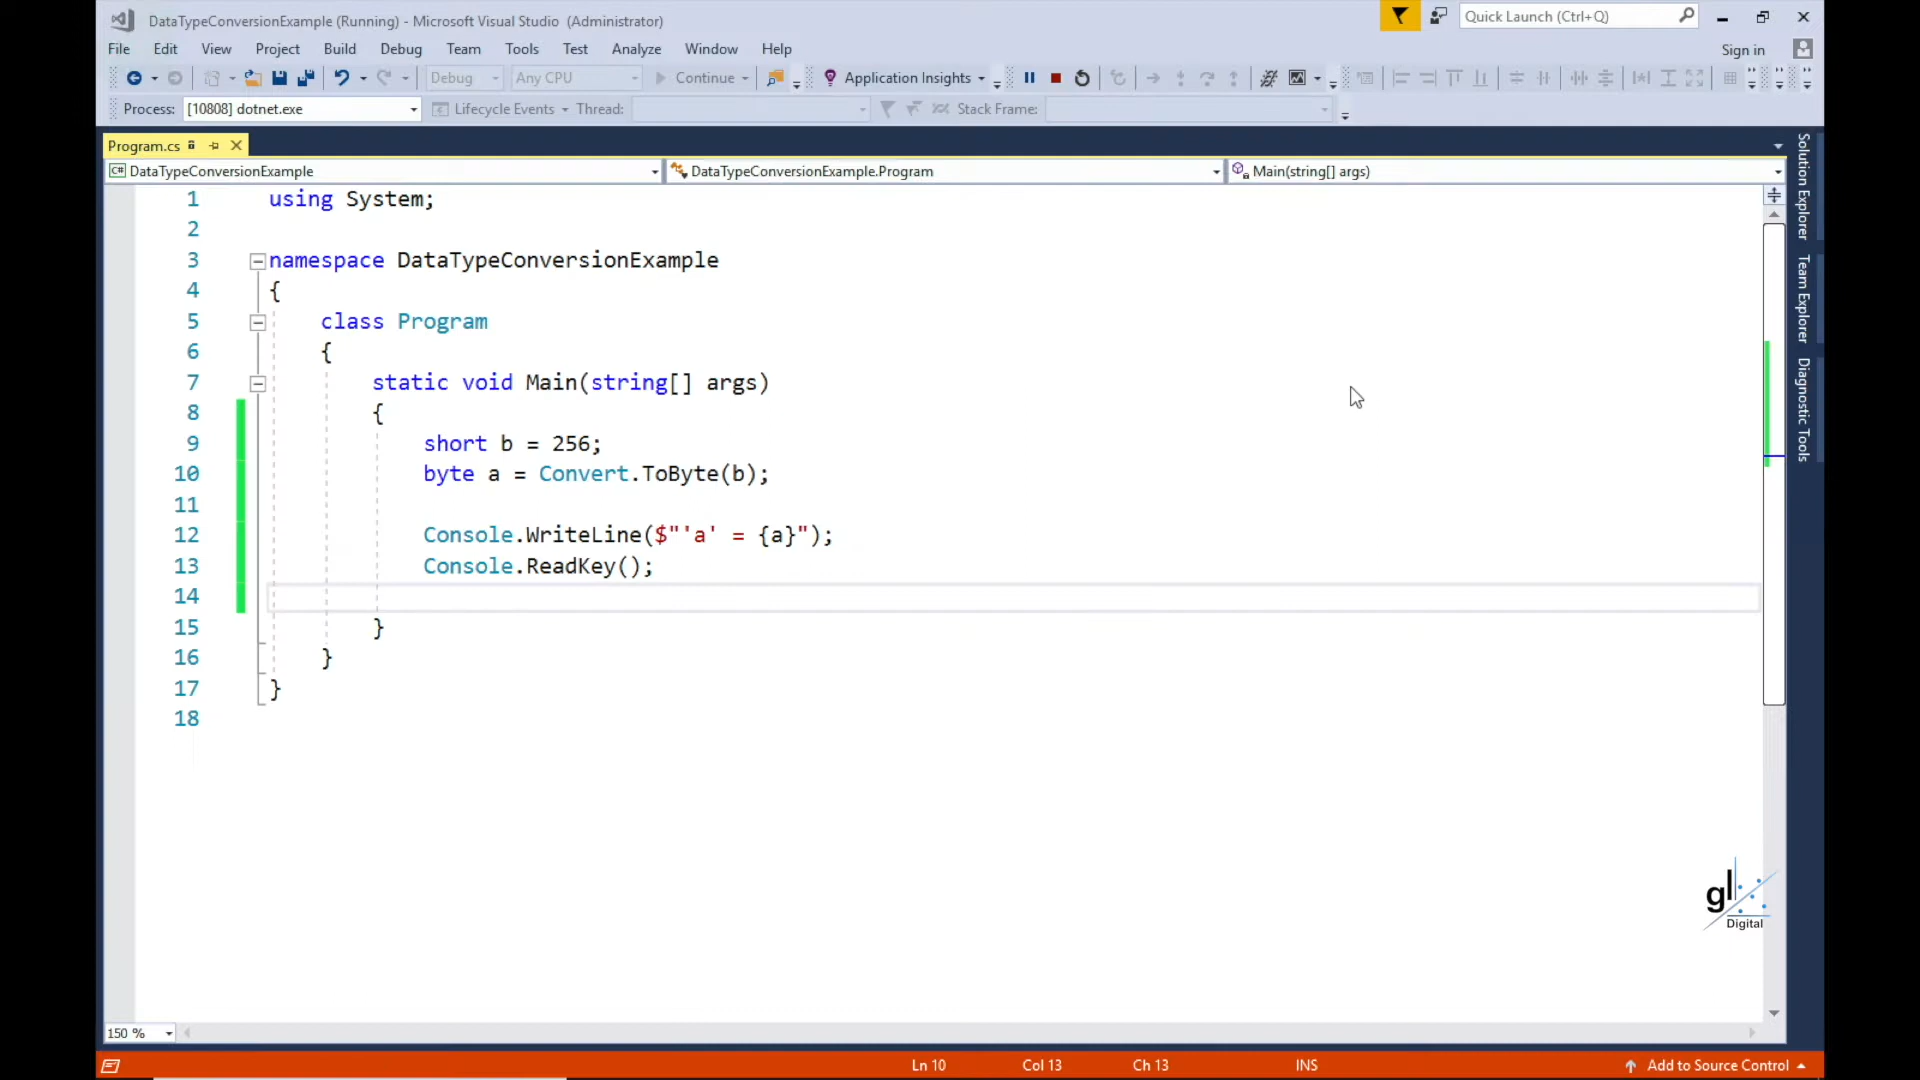 DataTypeConversionExample (Running) - Microsoft Visual Studio (Administrator)
Quick Launch (Ctrl+Q)
File Edit View Project Build Debug Team Tools Test Analyze Window Help
Sign in
Debug Any CPU Continue Application Insights
Process: [10808] dotnet.exe Lifecycle Events Thread: Stack Frame:
Program.cs
C# DataTypeConversionExample DataTypeConversionExample.Program Main(string[] args)
1 using System;
2
3 namespace DataTypeConversionExample
4 {
5 class Program
6 {
7 static void Main(string[] args)
8 {
9 short b = 256;
10 byte a = Convert.ToByte(b);
11
12 Console.WriteLine($"'a' = {a}");
13 Console.ReadKey();
14
15 }
16 }
17 }
18
Solution Explorer
Team Explorer
Diagnostic Tools
gl
Digital
150 %
Ln 10 Col 13 Ch 13 INS Add to Source Control